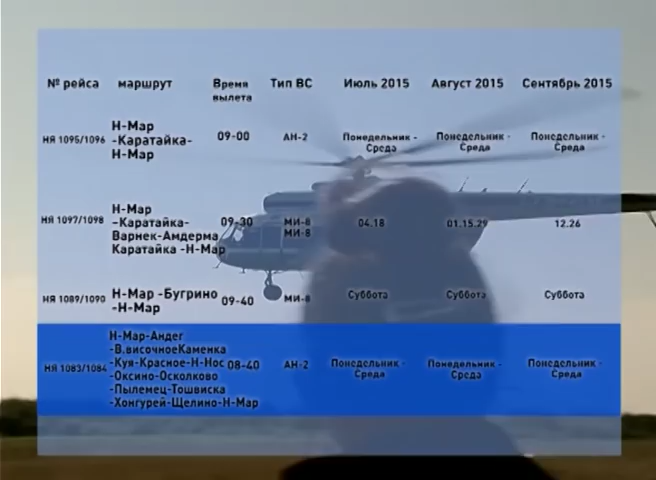 № рейса маршрут Время вылета Тип ВС Июль 2015 Август 2015 Сентябрь 2015
НЯ 1095/1096 Н-Мар -Каратайка- Н-Мар 09-00 АН-2 Понедельник - Среда Понедельник - Среда Понедельник - Среда
НЯ 1097/1098 Н-Мар -Каратайка- Варнек-Амдерма Каратайка -Н-Мар 09-30 МИ-8 МИ-8 04.18 01.15.29 12.26
НЯ 1089/1090 Н-Мар -Бугрино -Н-Мар 09-40 МИ-8 Суббота Суббота Суббота
НЯ 1083/1084 Н-Мар-Андег -В.височноеКаменка -Куя-Красное-Н-Нос -Оксино-Осколково -Пылемец-Тошвиска -Хонгурей-Щелино-Н-Мар 08-40 АН-2 Понедельник - Среда Понедельник - Среда Понедельник - Среда